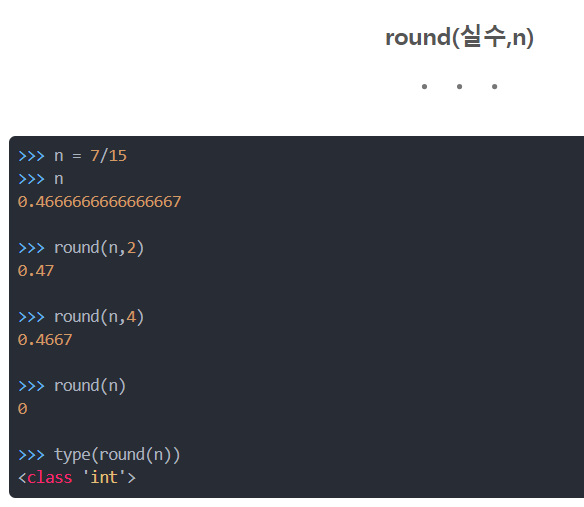 round(실수,n)
>>> n = 7/15
>>> n
0.4666666666666667
>>> round(n,2)
0.47
>>> round(n,4)
0.4667
>>> round(n)
0
>>> type(round(n))
<class 'int'>